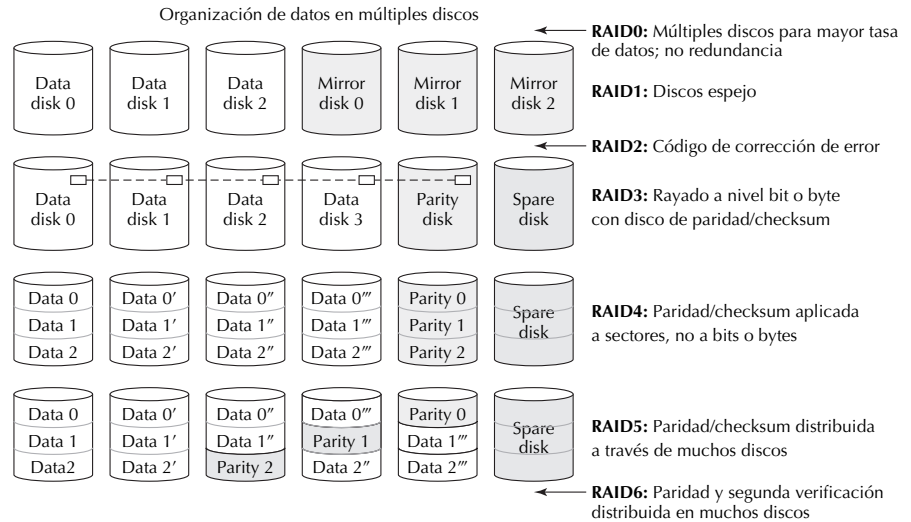 Organización de datos en múltiples discos
RAID0: Múltiples discos para mayor tasa
de datos; no redundancia
Data
disk 0
Data
disk 1
Data
disk 2
Mirror
disk 0
Mirror
disk 1
Mirror
disk 2
RAID1: Discos espejo
RAID2: Código de corrección de error
Data
disk 0
Data
disk 1
Data
disk 2
Data
disk 3
Parity
disk
Spare
disk
RAID3: Rayado a nivel bit o byte
con disco de paridad/checksum
Data 0
Data 1
Data 2
Data 0′
Data 1′
Data 2′
Data 0″
Data 1″
Data 2″
Data 0‴
Data 1‴
Data 2‴
Parity 0
Parity 1
Parity 2
Spare
disk
RAID4: Paridad/checksum aplicada
a sectores, no a bits o bytes
Data 0
Data 1
Data2
Data 0′
Data 1′
Data 2′
Data 0″
Data 1″
Parity 2
Data 0‴
Parity 1
Data 2″
Parity 0
Data 1‴
Data 2‴
Spare
disk
RAID5: Paridad/checksum distribuida
a través de muchos discos
RAID6: Paridad y segunda verificación
distribuida en muchos discos